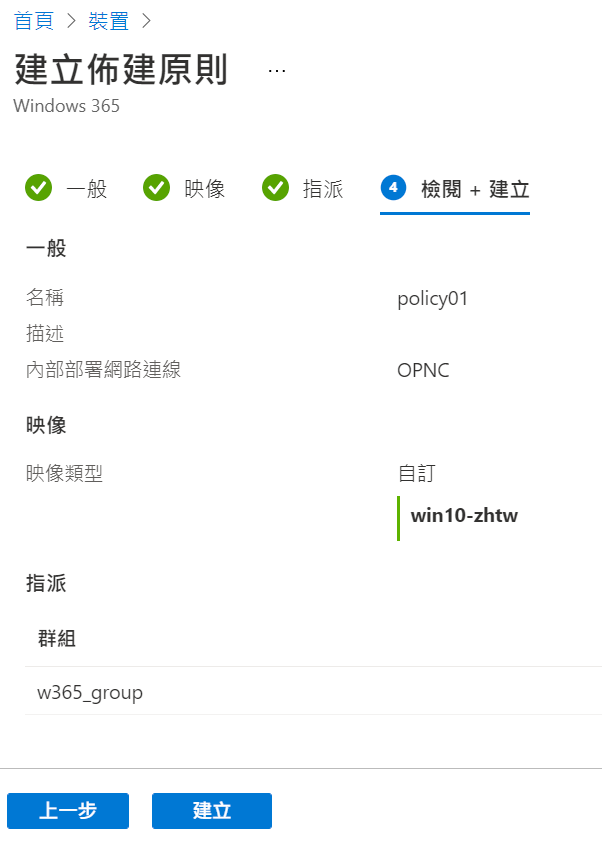 首頁 > 裝置 >
建立佈建原則 ...
Windows 365
一般 映像 指派 4 檢閱 + 建立
一般
名稱 policy01
描述
內部部署網路連線 OPNC
映像
映像類型 自訂
win10-zhtw
指派
群組
w365_group
上一步 建立